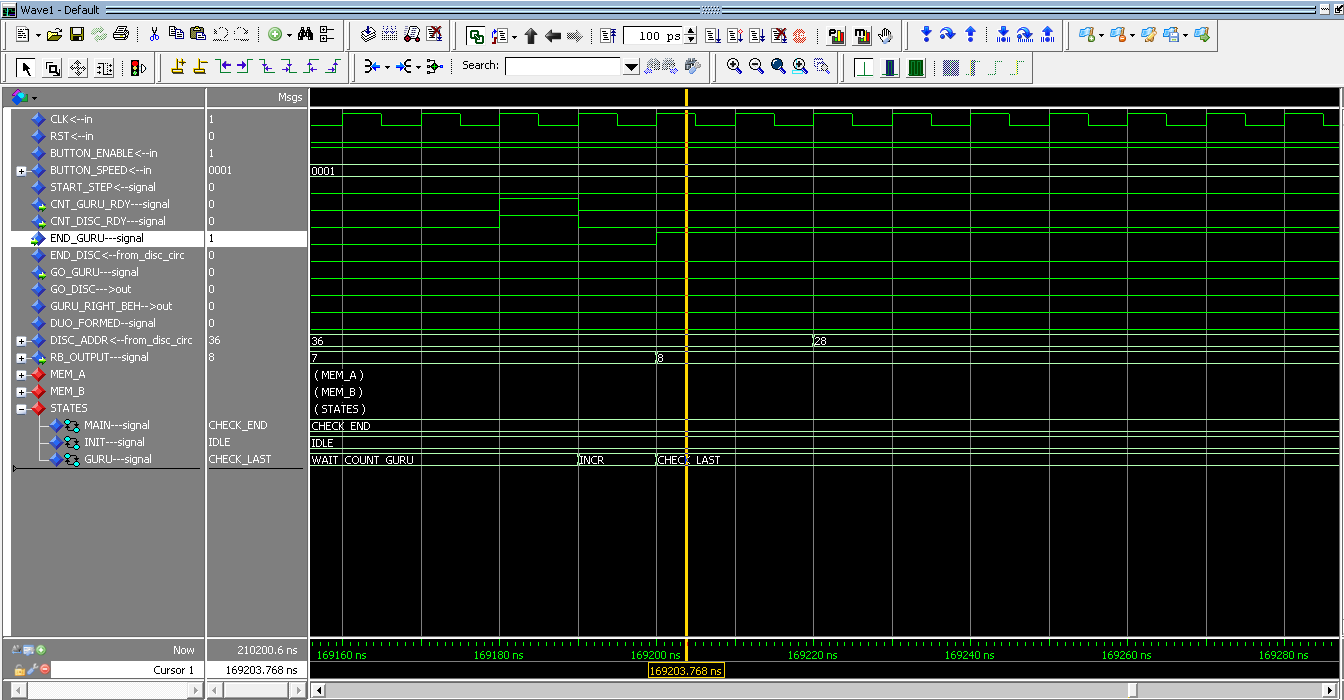 Wave1 - Default
100 ps
Search:
Msgs
CLK<--in 1
RST<--in 0
BUTTON_ENABLE<--in 1
BUTTON_SPEED<--in 0001 0001
START_STEP<--signal 0
CNT_GURU_RDY---signal 0
CNT_DISC_RDY---signal 0
END_GURU---signal 1
END_DISC<--from_disc_circ 0
GO_GURU---signal 0
GO_DISC--->out 0
GURU_RIGHT_BEH-->out 0
DUO_FORMED--signal 0
DISC_ADDR<--from_disc_circ 36 36 28
RB_OUTPUT---signal 8 7 8
MEM_A (MEM_A)
MEM_B (MEM_B)
STATES (STATES)
MAIN---signal CHECK_END CHECK_END
INIT---signal IDLE IDLE
GURU---signal CHECK_LAST WAIT_COUNT_GURU INCR CHECK_LAST
Now 210200.6 ns 169160 ns 169180 ns 169200 ns 169220 ns 169240 ns 169260 ns 169280 ns
Cursor 1 169203.768 ns 169203.768 ns